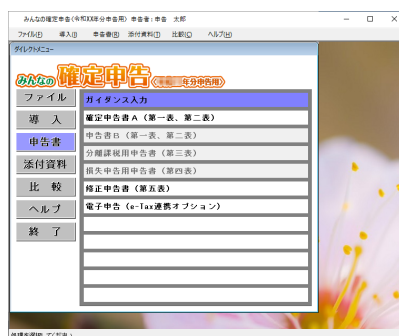 みんなの確定申告(令和XX年分申告用) 申告者:申告 太郎
ファイル(F) 導入(I) 申告書(R) 添付資料(T) 比較(C) ヘルプ(H)
ダイレクトメニュー
みんなの確定申告(年分申告用)
ファイル
導 入
申告書
添付資料
比 較
ヘルプ
終 了
ガイダンス入力
確定申告書A(第一表、第二表)
申告書B(第一表、第二表)
分離課税用申告書(第三表)
損失申告用申告書(第四表)
修正申告書(第五表)
電子申告(e-Tax連携オプション)